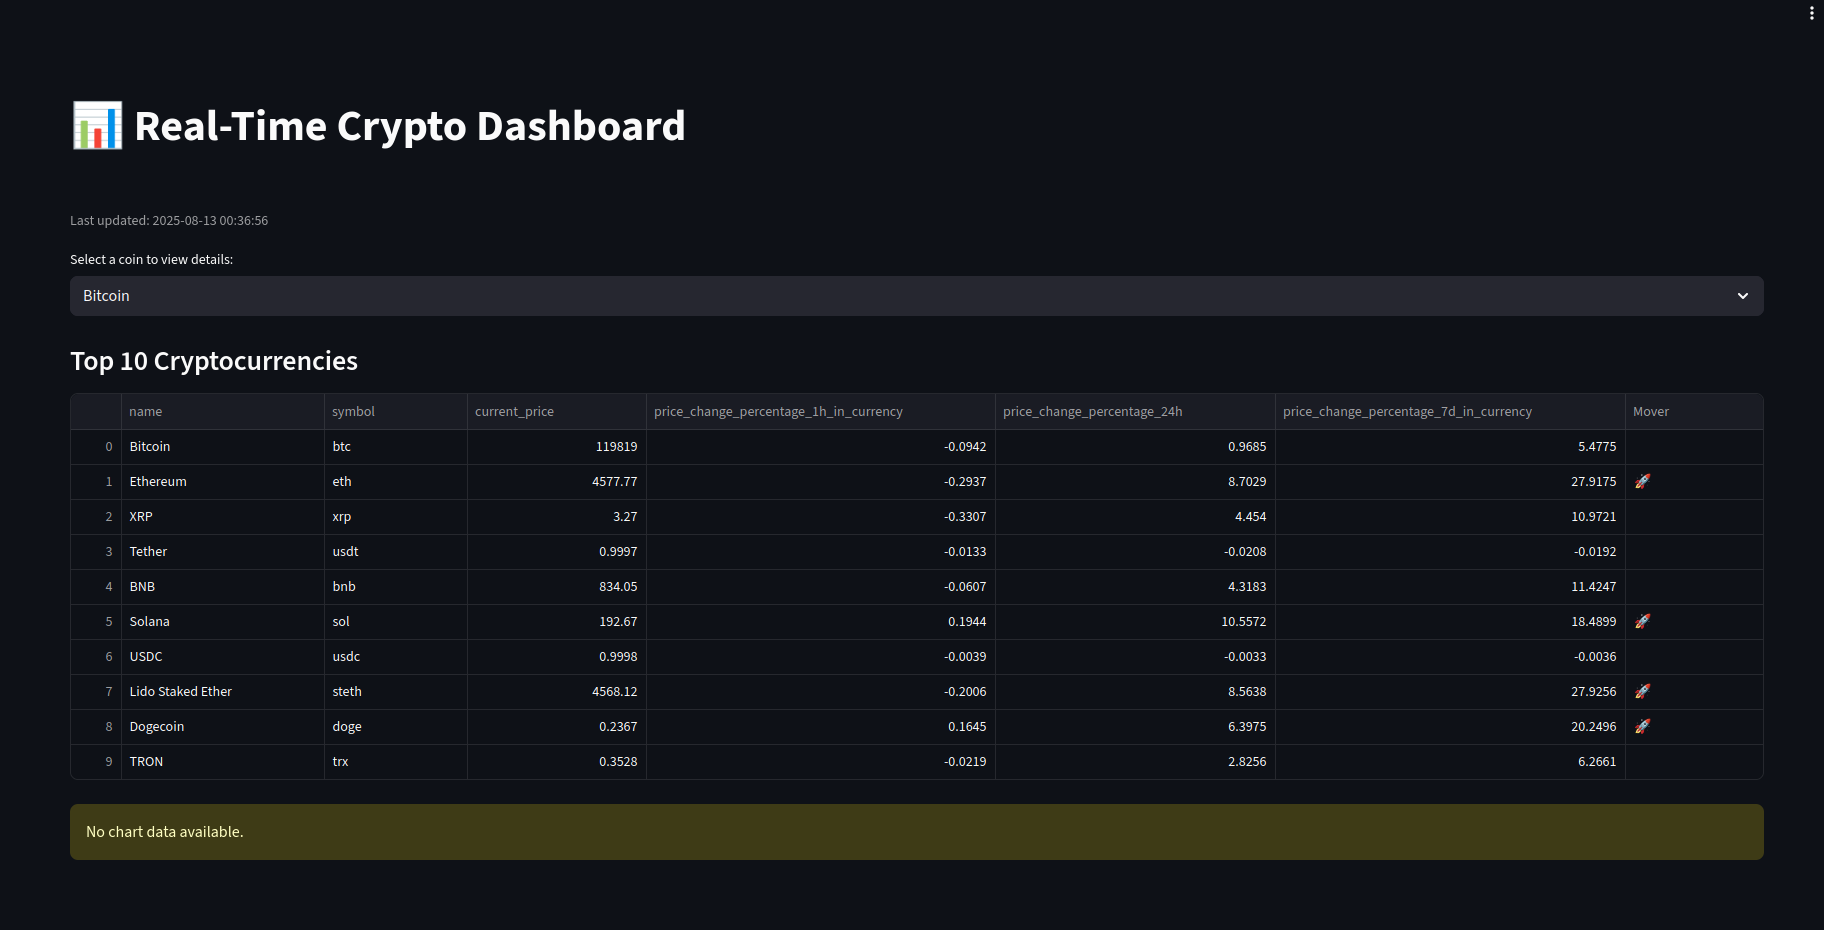 📊 Real-Time Crypto Dashboard
Last updated: 2025-08-13 00:36:56
Select a coin to view details:
Bitcoin
Top 10 Cryptocurrencies
name symbol current_price price_change_percentage_1h_in_currency price_change_percentage_24h price_change_percentage_7d_in_currency Mover
0 Bitcoin btc 119819 -0.0942 0.9685 5.4775
1 Ethereum eth 4577.77 -0.2937 8.7029 27.9175 🚀
2 XRP xrp 3.27 -0.3307 4.454 10.9721
3 Tether usdt 0.9997 -0.0133 -0.0208 -0.0192
4 BNB bnb 834.05 -0.0607 4.3183 11.4247
5 Solana sol 192.67 0.1944 10.5572 18.4899 🚀
6 USDC usdc 0.9998 -0.0039 -0.0033 -0.0036
7 Lido Staked Ether steth 4568.12 -0.2006 8.5638 27.9256 🚀
8 Dogecoin doge 0.2367 0.1645 6.3975 20.2496 🚀
9 TRON trx 0.3528 -0.0219 2.8256 6.2661
No chart data available.